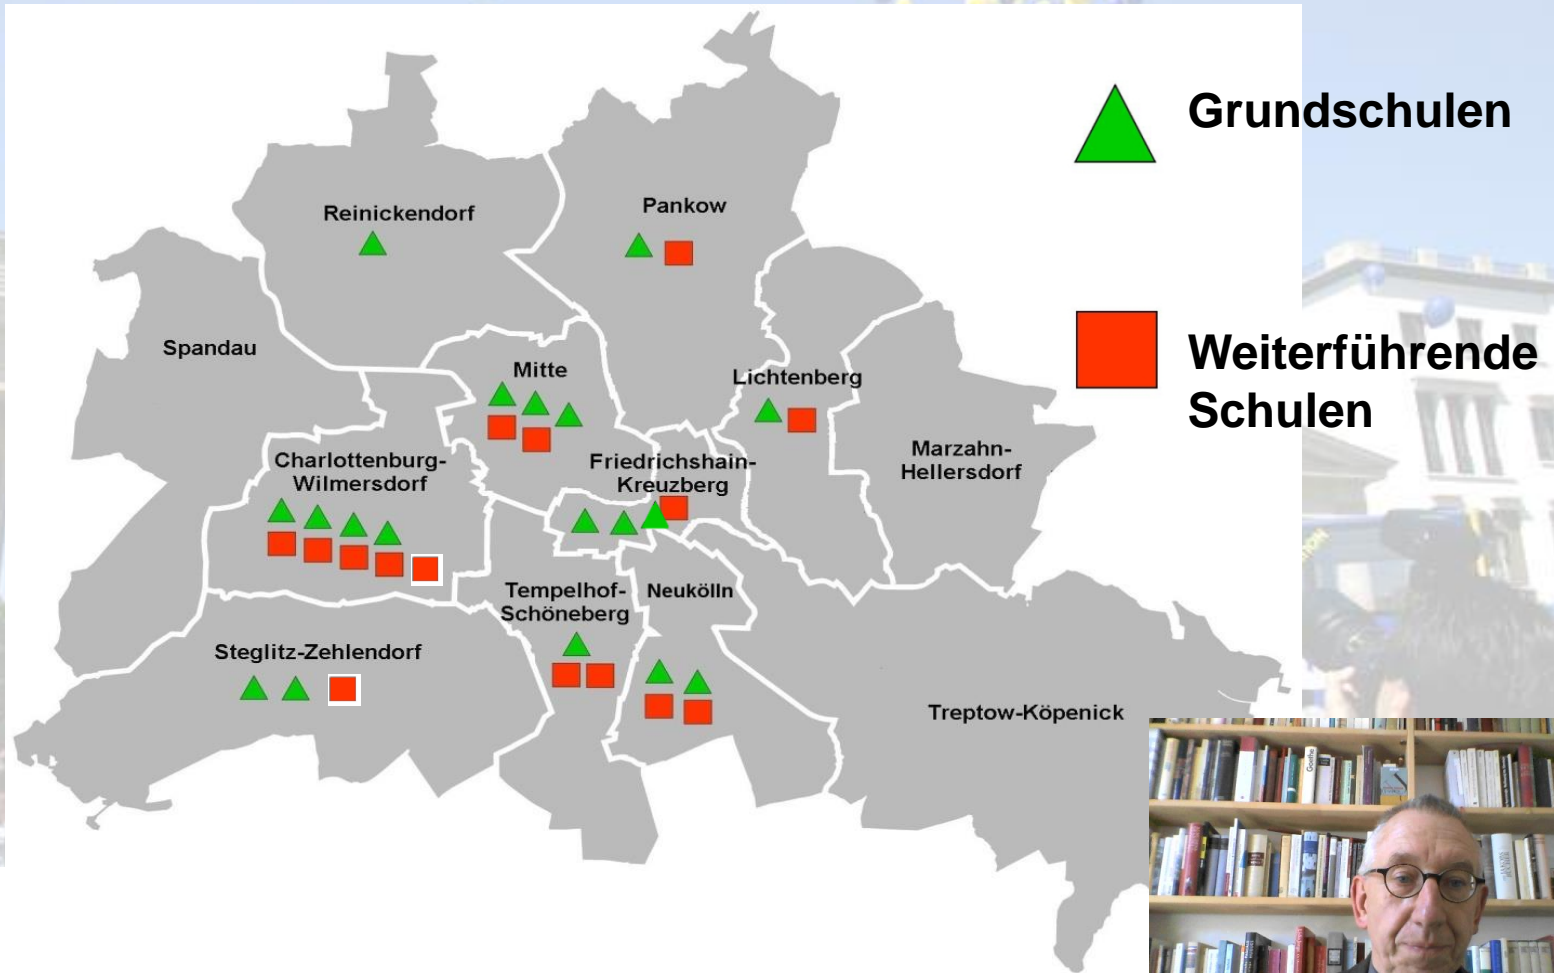 Grundschulen
Weiterführende
Schulen
Reinickendorf
Pankow
Spandau
Mitte
Lichtenberg
Charlottenburg-
Wilmersdorf
Friedrichshain-
Kreuzberg
Marzahn-
Hellersdorf
Tempelhof-
Schöneberg
Neukölln
Steglitz-Zehlendorf
Treptow-Köpenick
Goethe